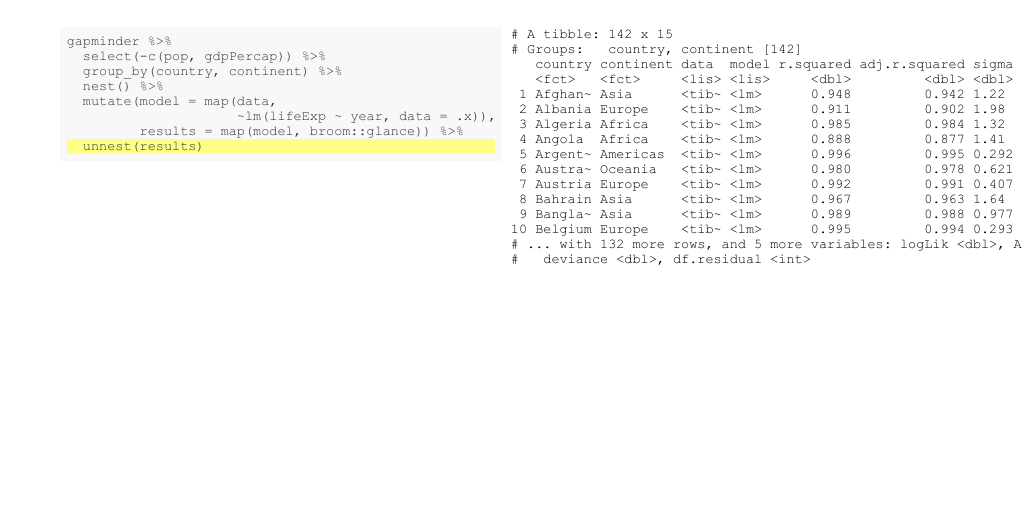 gapminder %>%
  select(-c(pop, gdpPercap)) %>%
  group_by(country, continent) %>%
  nest() %>%
  mutate(model = map(data,
                     ~lm(lifeExp ~ year, data = .x)),
         results = map(model, broom::glance)) %>%
  unnest(results)
# A tibble: 142 x 15
# Groups:   country, continent [142]
   country continent data  model r.squared adj.r.squared sigma
   <fct>   <fct>     <lis> <lis>     <dbl>         <dbl> <dbl>
 1 Afghan~ Asia      <tib~ <lm>      0.948         0.942 1.22
 2 Albania Europe    <tib~ <lm>      0.911         0.902 1.98
 3 Algeria Africa    <tib~ <lm>      0.985         0.984 1.32
 4 Angola  Africa    <tib~ <lm>      0.888         0.877 1.41
 5 Argent~ Americas  <tib~ <lm>      0.996         0.995 0.292
 6 Austra~ Oceania   <tib~ <lm>      0.980         0.978 0.621
 7 Austria Europe    <tib~ <lm>      0.992         0.991 0.407
 8 Bahrain Asia      <tib~ <lm>      0.967         0.963 1.64
 9 Bangla~ Asia      <tib~ <lm>      0.989         0.988 0.977
10 Belgium Europe    <tib~ <lm>      0.995         0.994 0.293
# ... with 132 more rows, and 5 more variables: logLik <dbl>, A
#   deviance <dbl>, df.residual <int>